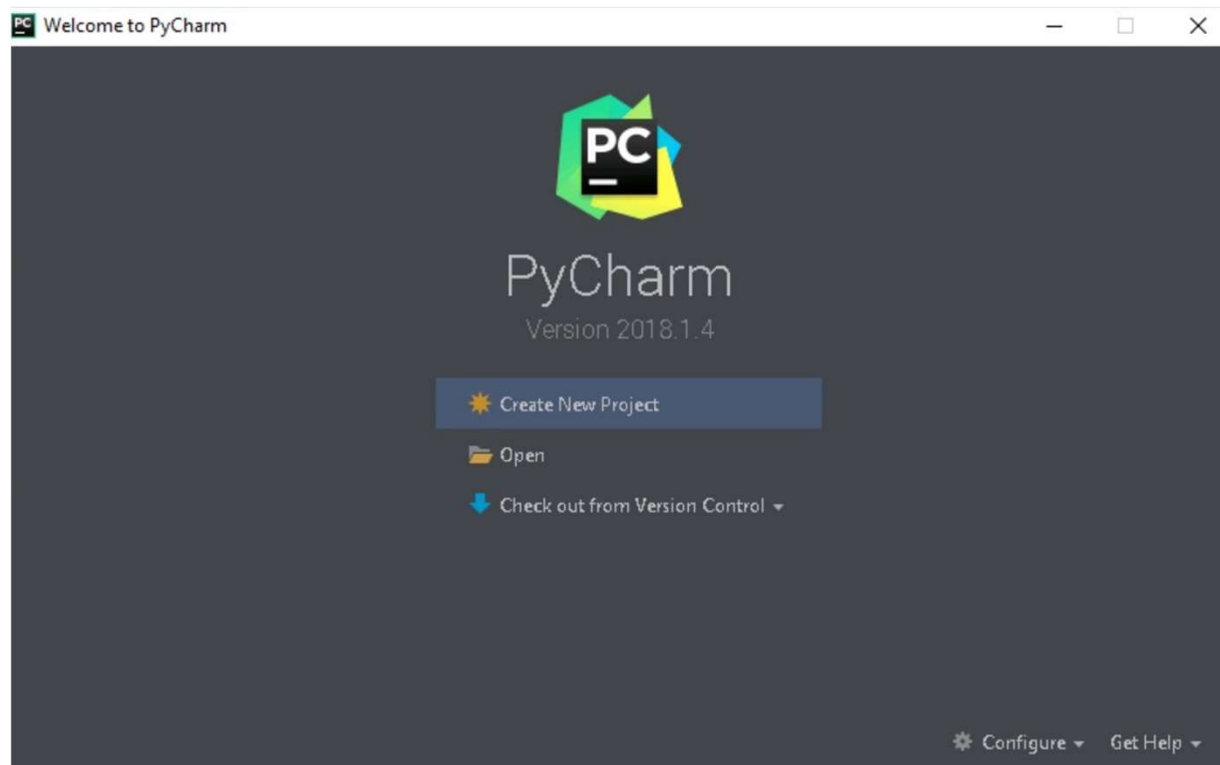 PC Welcome to PyCharm
PC
PyCharm
Version 2018.1.4
Create New Project
Open
Check out from Version Control
Configure Get Help